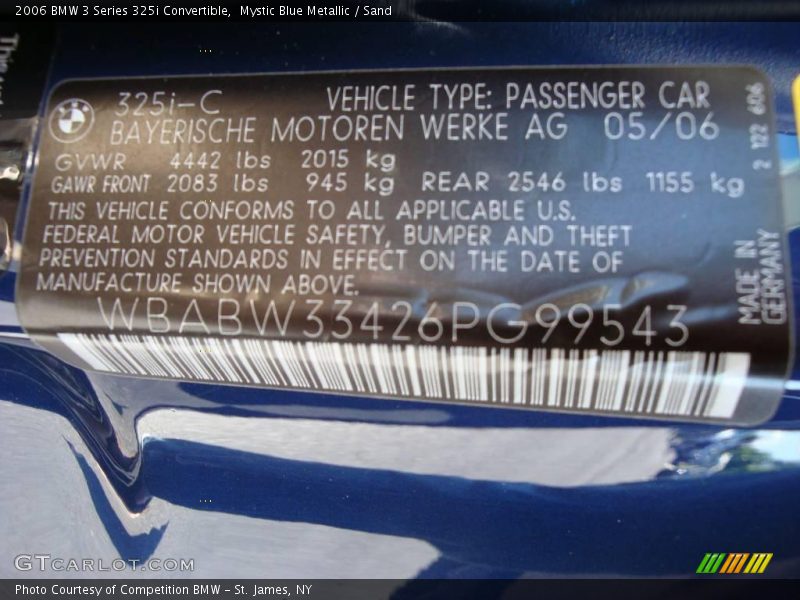 2006 BMW 3 Series 325i Convertible,  Mystic Blue Metallic / Sand
325i-C VEHICLE TYPE: PASSENGER CAR
BAYERISCHE MOTOREN WERKE AG 05/06
GVWR 4442 lbs 2015 kg
GAWR FRONT 2083 lbs 945 kg REAR 2546 lbs 1155 kg
THIS VEHICLE CONFORMS TO ALL APPLICABLE U.S.
FEDERAL MOTOR VEHICLE SAFETY, BUMPER AND THEFT
PREVENTION STANDARDS IN EFFECT ON THE DATE OF
MANUFACTURE SHOWN ABOVE.
WBABW33426PG99543
2 122 606
MADE IN
GERMANY
GTCARLOT.COM
Photo Courtesy of Competition BMW - St. James, NY